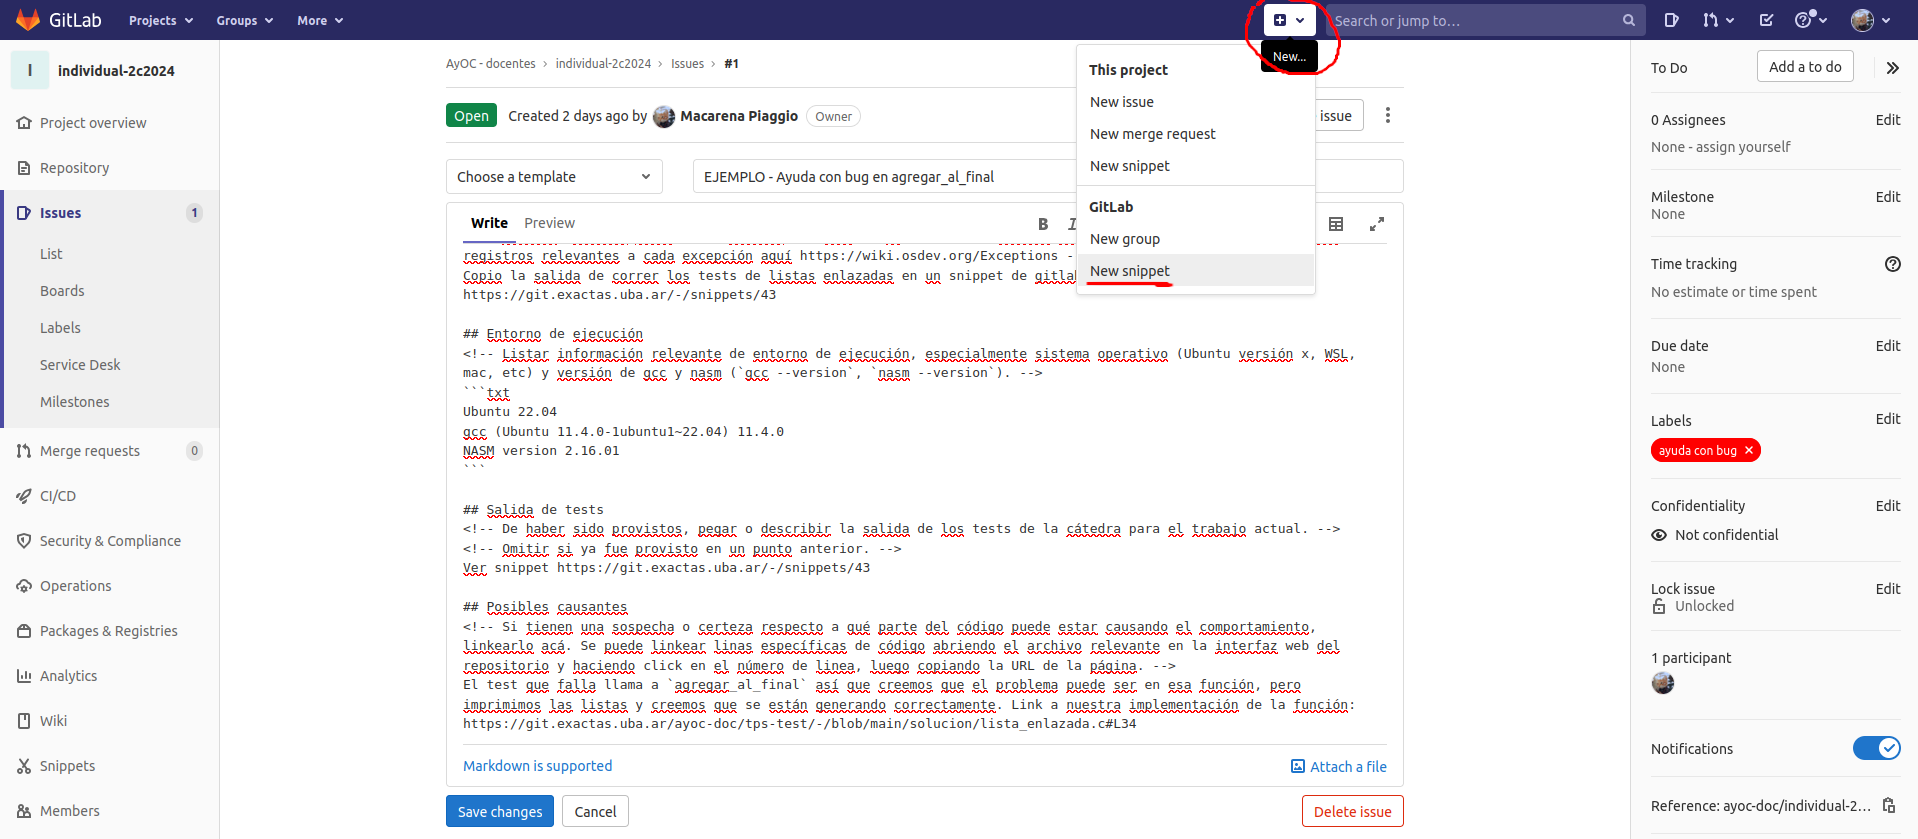 GitLab
Projects
Groups
More
Search or jump to…
New...
I
individual-2c2024
Project overview
Repository
Issues
1
List
Boards
Labels
Service Desk
Milestones
Merge requests
0
CI/CD
Security & Compliance
Operations
Packages & Registries
Analytics
Wiki
Snippets
Members
AyOC - docentes › individual-2c2024 › Issues › #1
Open
Created 2 days ago by Macarena Piaggio
Owner
issue
This project
New issue
New merge request
New snippet
GitLab
New group
New snippet
Choose a template
EJEMPLO - Ayuda con bug en agregar_al_final
Write
Preview
B
I
registros relevantes a cada excepción aquí https://wiki.osdev.org/Exceptions -
Copio la salida de correr los tests de listas enlazadas en un snippet de gitlab
https://git.exactas.uba.ar/-/snippets/43
## Entorno de ejecución
<!-- Listar información relevante de entorno de ejecución, especialmente sistema operativo (Ubuntu versión x, WSL,
mac, etc) y versión de gcc y nasm (`gcc --version`, `nasm --version`). -->
```txt
Ubuntu 22.04
gcc (Ubuntu 11.4.0-1ubuntu1~22.04) 11.4.0
NASM version 2.16.01
```
## Salida de tests
<!-- De haber sido provistos, pegar o describir la salida de los tests de la cátedra para el trabajo actual. -->
<!-- Omitir si ya fue provisto en un punto anterior. -->
Ver snippet https://git.exactas.uba.ar/-/snippets/43
## Posibles causantes
<!-- Si tienen una sospecha o certeza respecto a qué parte del código puede estar causando el comportamiento,
linkearlo acá. Se puede linkear linas específicas de código abriendo el archivo relevante en la interfaz web del
repositorio y haciendo click en el número de linea, luego copiando la URL de la página. -->
El test que falla llama a `agregar_al_final` así que creemos que el problema puede ser en esa función, pero
imprimimos las listas y creemos que se están generando correctamente. Link a nuestra implementación de la función:
https://git.exactas.uba.ar/ayoc-doc/tps-test/-/blob/main/solucion/lista_enlazada.c#L34
Markdown is supported
Attach a file
Save changes
Cancel
Delete issue
To Do
Add a to do
0 Assignees
Edit
None - assign yourself
Milestone
Edit
None
Time tracking
No estimate or time spent
Due date
Edit
None
Labels
Edit
ayuda con bug ×
Confidentiality
Edit
Not confidential
Lock issue
Edit
Unlocked
1 participant
Notifications
Reference: ayoc-doc/individual-2...